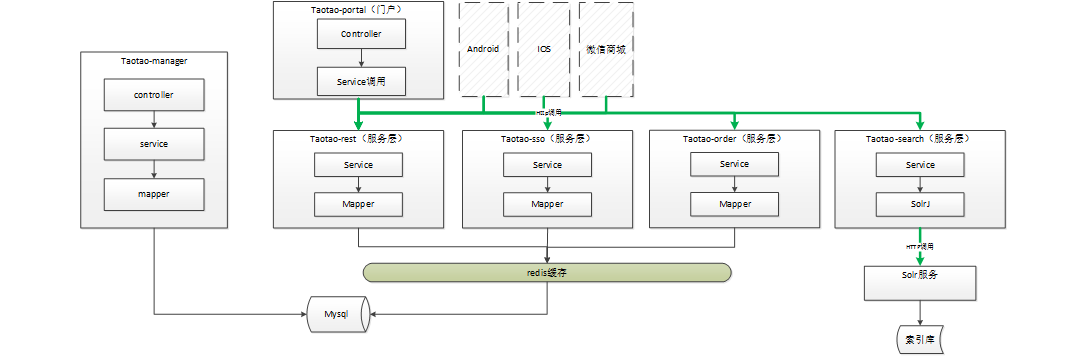 Taotao-portal（门户）
Controller
Service调用
Android
IOS
微信商城
Taotao-manager
controller
service
mapper
Http调用
Taotao-rest（服务层）
Service
Mapper
Taotao-sso（服务层）
Service
Mapper
Taotao-order（服务层）
Service
Mapper
Taotao-search（服务层）
Service
SolrJ
HTTP调用
redis缓存
Solr服务
Mysql
索引库